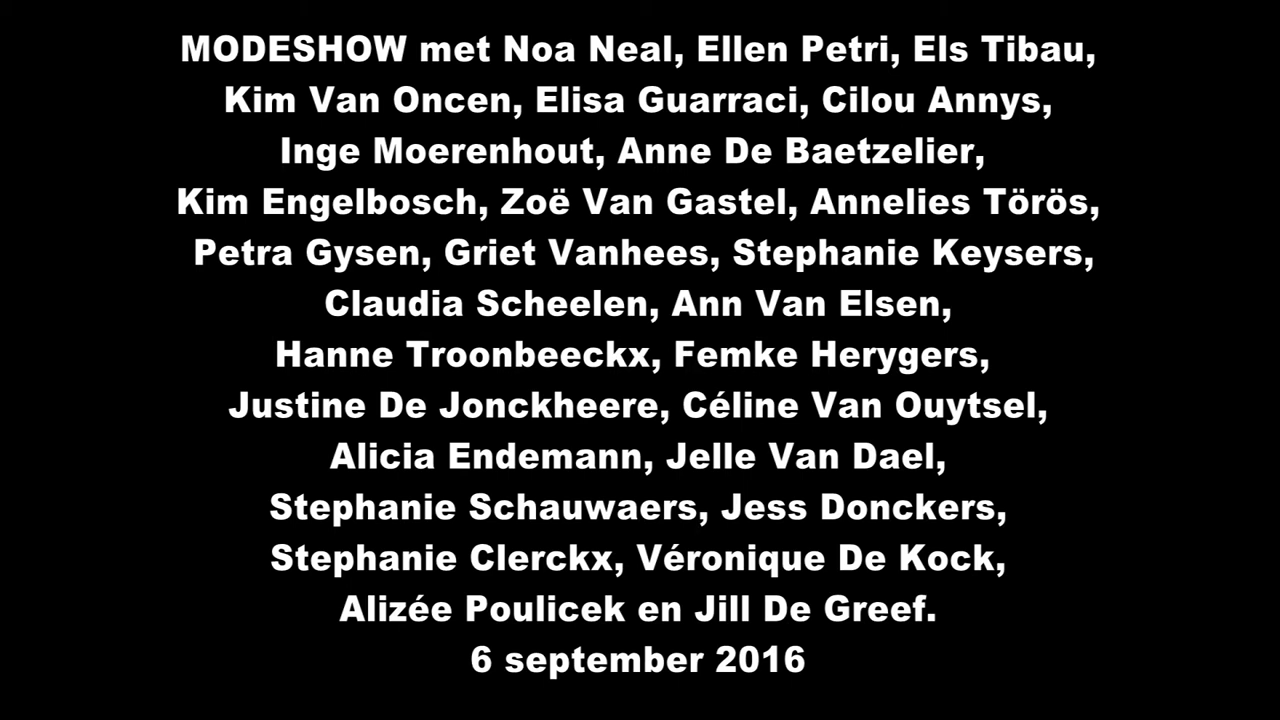 MODESHOW met Noa Neal, Ellen Petri, Els Tibau,
Kim Van Oncen, Elisa Guarraci, Cilou Annys,
Inge Moerenhout, Anne De Baetzelier,
Kim Engelbosch, Zoë Van Gastel, Annelies Törös,
Petra Gysen, Griet Vanhees, Stephanie Keysers,
Claudia Scheelen, Ann Van Elsen,
Hanne Troonbeeckx, Femke Herygers,
Justine De Jonckheere, Céline Van Ouytsel,
Alicia Endemann, Jelle Van Dael,
Stephanie Schauwaers, Jess Donckers,
Stephanie Clerckx, Véronique De Kock,
Alizée Poulicek en Jill De Greef.
6 september 2016